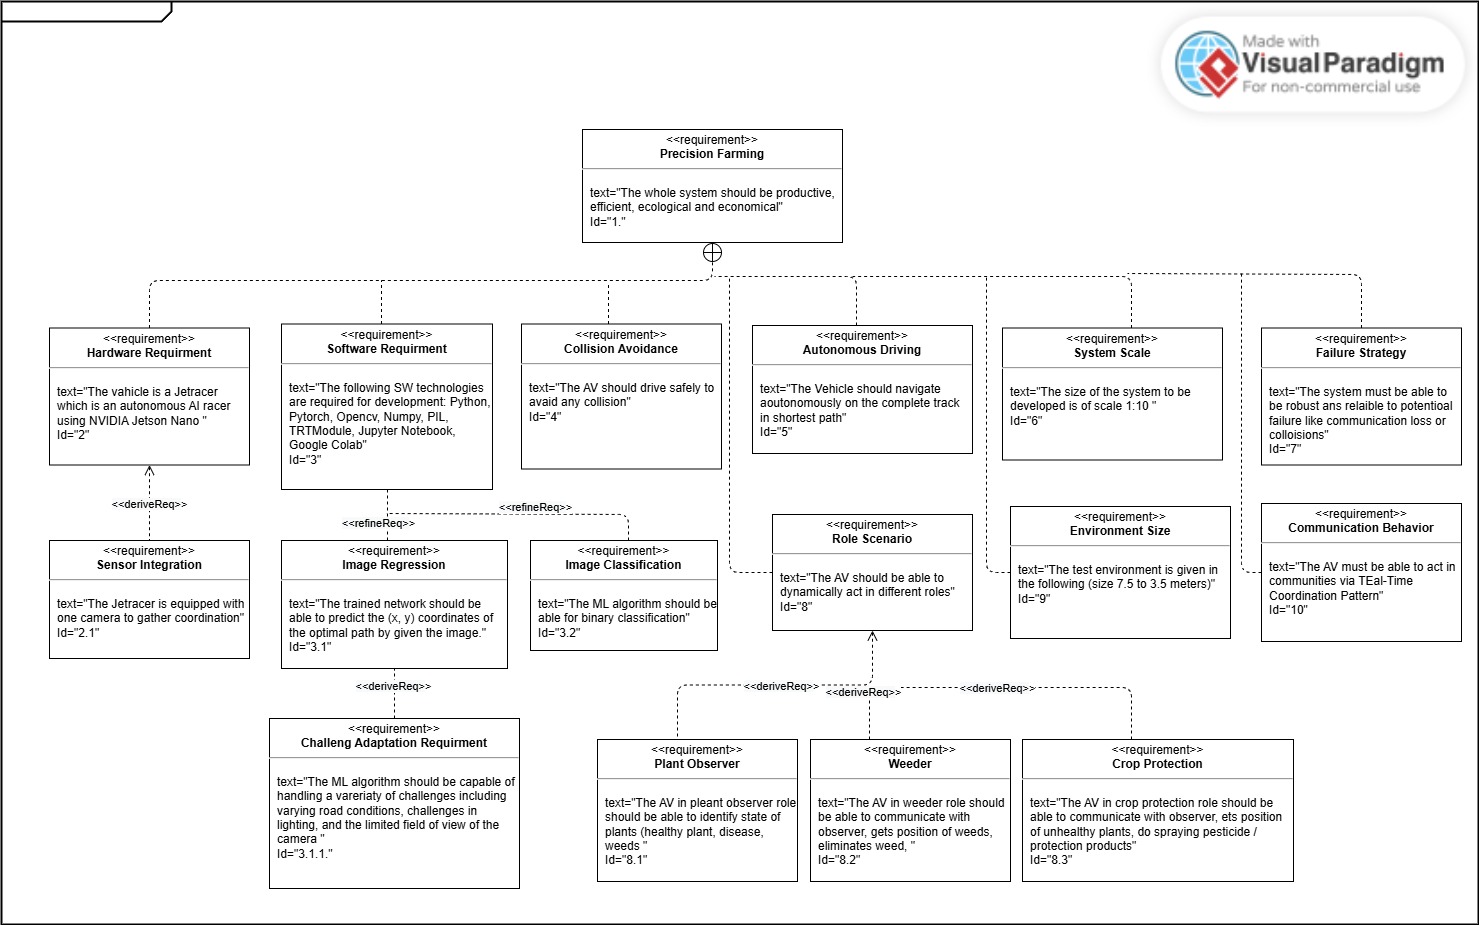 Made with
Visual Paradigm
For non-commercial use
<<requirement>>
Precision Farming
text="The whole system should be productive,
efficient, ecological and economical"
Id="1."
<<requirement>>
Hardware Requirment
text="The vahicle is a Jetracer
which is an autonomous AI racer
using NVIDIA Jetson Nano "
Id="2"
<<requirement>>
Software Requirment
text="The following SW technologies
are required for development: Python,
Pytorch, Opencv, Numpy, PIL,
TRTModule, Jupyter Notebook,
Google Colab"
Id="3"
<<requirement>>
Collision Avoidance
text="The AV should drive safely to
avaid any collision"
Id="4"
<<requirement>>
Autonomous Driving
text="The Vehicle should navigate
aoutonomously on the complete track
in shortest path"
Id="5"
<<requirement>>
System Scale
text="The size of the system to be
developed is of scale 1:10 "
Id="6"
<<requirement>>
Failure Strategy
text="The system must be able to
be robust ans relaible to potentioal
failure like communication loss or
colloisions"
Id="7"
<<deriveReq>>
<<refineReq>>
<<refineReq>>
<<requirement>>
Sensor Integration
text="The Jetracer is equipped with
one camera to gather coordination"
Id="2.1"
<<requirement>>
Image Regression
text="The trained network should be
able to predict the (x, y) coordinates of
the optimal path by given the image."
Id="3.1"
<<requirement>>
Image Classification
text="The ML algorithm should be
able for binary classification"
Id="3.2"
<<requirement>>
Role Scenario
text="The AV should be able to
dynamically act in different roles"
Id="8"
<<requirement>>
Environment Size
text="The test environment is given in
the following (size 7.5 to 3.5 meters)"
Id="9"
<<requirement>>
Communication Behavior
text="The AV must be able to act in
communities via TEal-Time
Coordination Pattern"
Id="10"
<<deriveReq>>
<<deriveReq>>
<<deriveReq>>
<<deriveReq>>
<<requirement>>
Challeng Adaptation Requirment
text="The ML algorithm should be capable of
handling a vareriaty of challenges including
varying road conditions, challenges in
lighting, and the limited field of view of the
camera "
Id="3.1.1."
<<requirement>>
Plant Observer
text="The AV in pleant observer role
should be able to identify state of
plants (healthy plant, disease,
weeds "
Id="8.1"
<<requirement>>
Weeder
text="The AV in weeder role should
be able to communicate with
observer, gets position of weeds,
eliminates weed, "
Id="8.2"
<<requirement>>
Crop Protection
text="The AV in crop protection role should be
able to communicate with observer, ets position
of unhealthy plants, do spraying pesticide /
protection products"
Id="8.3"